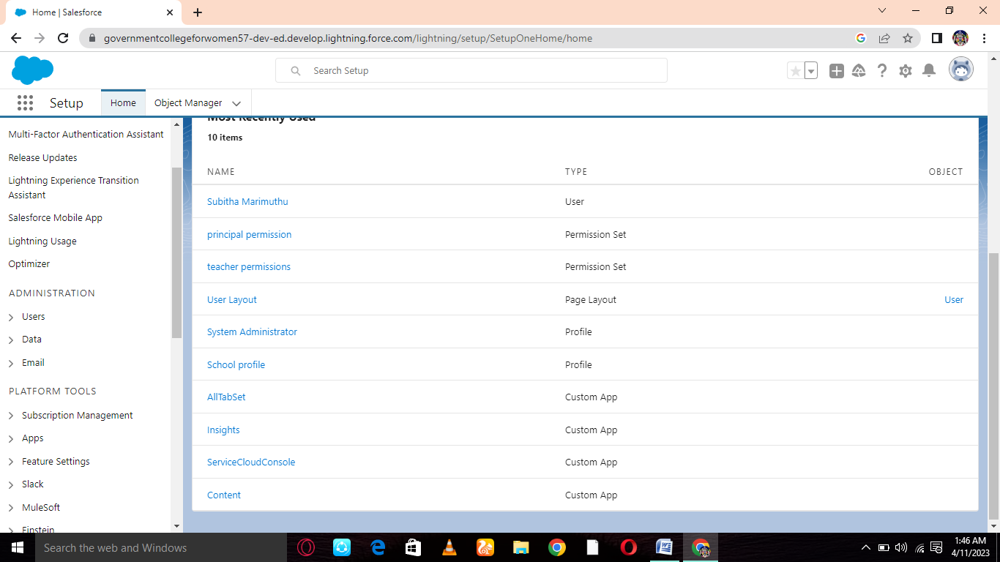 Home | Salesforce
governmentcollegeforwomen57-dev-ed.develop.lightning.force.com/lightning/setup/SetupOneHome/home
Search Setup
Setup
Home
Object Manager
Multi-Factor Authentication Assistant
Release Updates
Lightning Experience Transition
Assistant
Salesforce Mobile App
Lightning Usage
Optimizer
ADMINISTRATION
Users
Data
Email
PLATFORM TOOLS
Subscription Management
Apps
Feature Settings
Slack
MuleSoft
Einstein
Most Recently Used
10 items
NAME TYPE OBJECT
Subitha Marimuthu User
principal permission Permission Set
teacher permissions Permission Set
User Layout Page Layout User
System Administrator Profile
School profile Profile
AllTabSet Custom App
Insights Custom App
ServiceCloudConsole Custom App
Content Custom App
Search the web and Windows
1:46 AM
4/11/2023